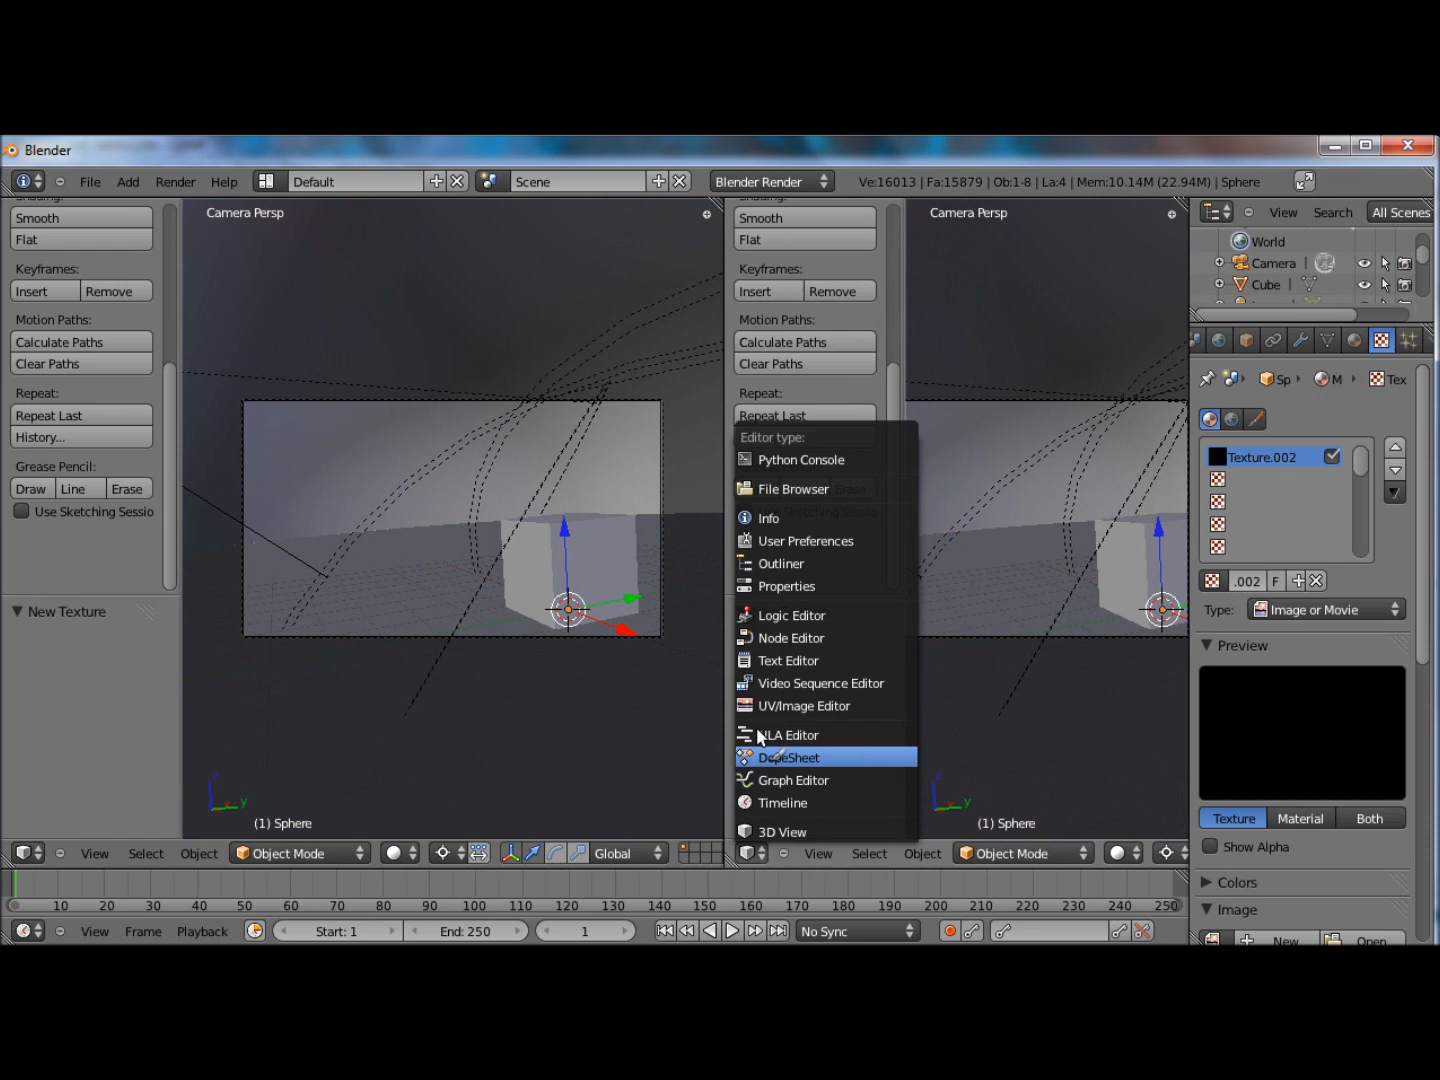 Blender
File Add Render Help Default Scene Blender Render Ve:16013 | Fa:15879 | Ob:1-8 | La:4 | Mem:10.14M (22.94M) | Sphere
Smooth
Flat
Keyframes:
Insert Remove
Motion Paths:
Calculate Paths
Clear Paths
Repeat:
Repeat Last
History...
Grease Pencil:
Draw Line Erase
Use Sketching Sessio
New Texture
Camera Persp
(1) Sphere
Smooth
Flat
Keyframes:
Insert Remove
Motion Paths:
Calculate Paths
Clear Paths
Repeat:
Repeat Last
Editor type:
Python Console
File Browser
Info
User Preferences
Outliner
Properties
Logic Editor
Node Editor
Text Editor
Video Sequence Editor
UV/Image Editor
NLA Editor
DopeSheet
Graph Editor
Timeline
3D View
Camera Persp
(1) Sphere
View Search All Scenes
World
Camera
Cube
Sp M Tex
Texture.002
.002 F
Type: Image or Movie
Preview
Texture Material Both
Show Alpha
Colors
Image
New Open
View Select Object Object Mode Global
View Select Object Object Mode
10 20 30 40 50 60 70 80 90 100 110 120 130 140 150 160 170 180 190 200 210 220 230 240 250
View Frame Playback Start: 1 End: 250 1 No Sync